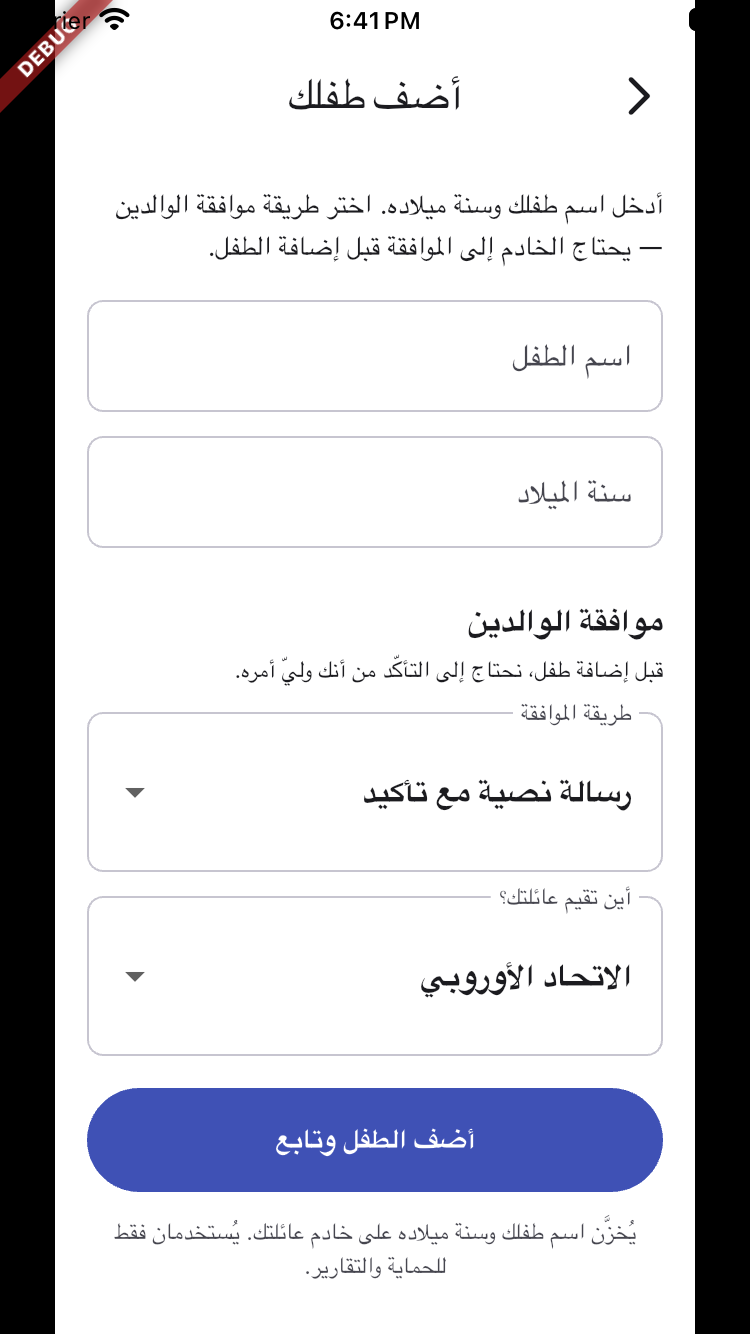 rier 6:41 PM
DEBUG
أضف طفلك
أدخل اسم طفلك وسنة ميلاده. اختر طريقة موافقة الوالدين
— يحتاج الخادم إلى الموافقة قبل إضافة الطفل.
اسم الطفل
سنة الميلاد
موافقة الوالدين
قبل إضافة طفل، نحتاج إلى التأكّد من أنك وليّ أمره.
طريقة الموافقة
رسالة نصية مع تأكيد
أين تقيم عائلتك؟
الاتحاد الأوروبي
أضف الطفل وتابع
يُخزَّن اسم طفلك وسنة ميلاده على خادم عائلتك. يُستخدمان فقط
للحماية والتقارير.